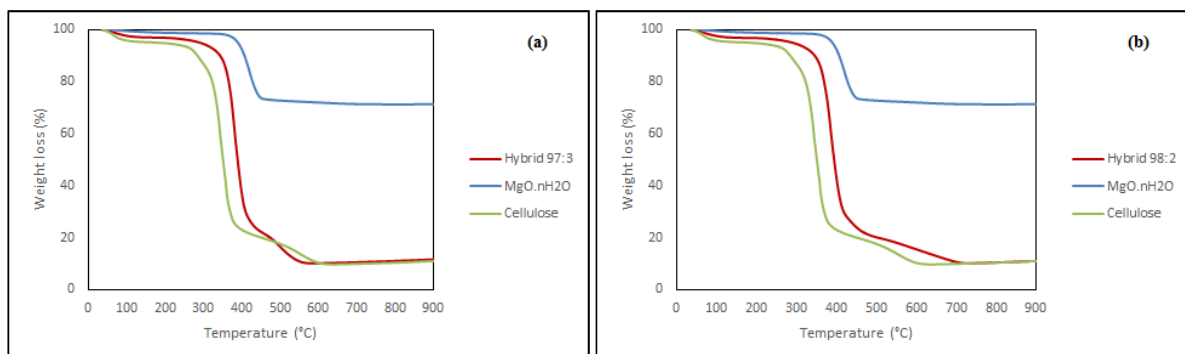 (a)
Weight loss (%)
100
80
60
40
20
0
0 100 200 300 400 500 600 700 800 900
Temperature (°C)
Hybrid 97:3
MgO.nH2O
Cellulose
(b)
Weight loss (%)
100
80
60
40
20
0
0 100 200 300 400 500 600 700 800 900
Temperature (°C)
Hybrid 98:2
MgO.nH2O
Cellulose